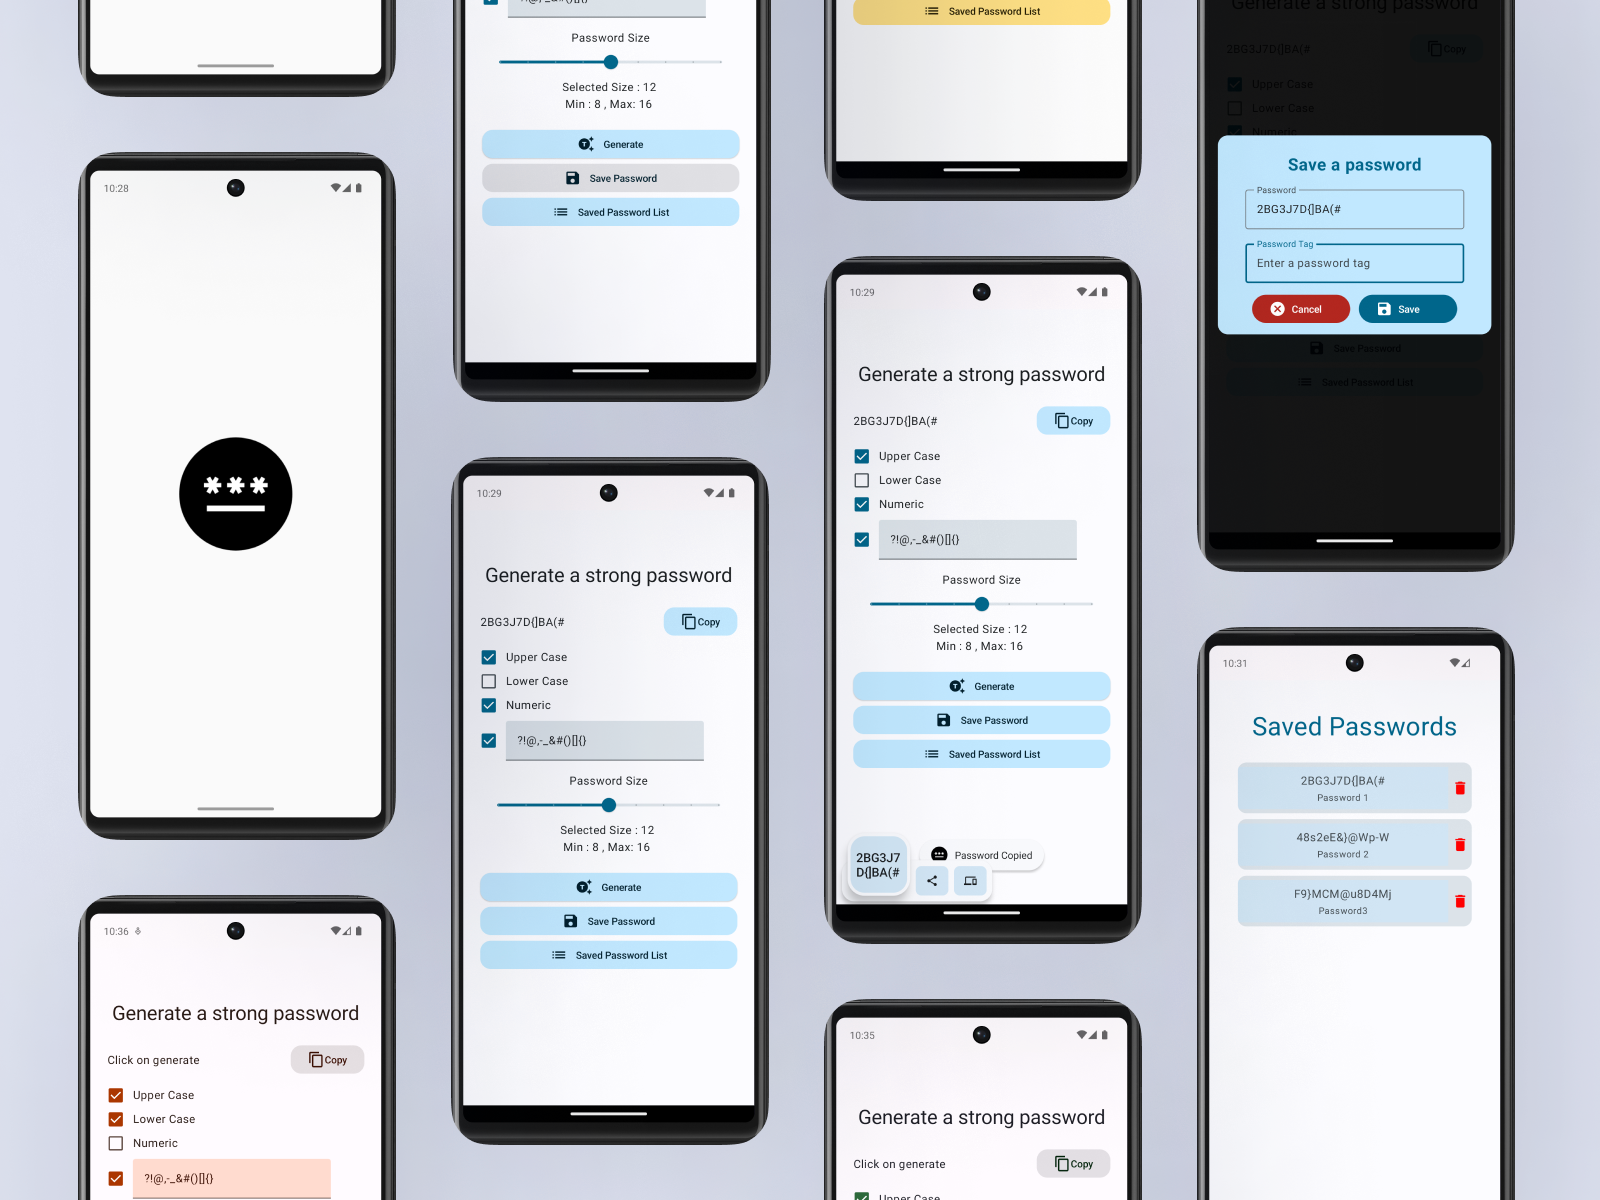 10:28
***
10:36
Generate a strong password
Click on generate
Copy
Upper Case
Lower Case
Numeric
?!@,-_&#()[]{}
?!@,-_&#()[]{}
Password Size
Selected Size : 12
Min : 8 , Max: 16
Generate
Save Password
Saved Password List
10:29
Generate a strong password
2BG3J7D{]BA(#
Copy
Upper Case
Lower Case
Numeric
?!@,-_&#()[]{}
Password Size
Selected Size : 12
Min : 8 , Max: 16
Generate
Save Password
Saved Password List
Saved Password List
10:29
Generate a strong password
2BG3J7D{]BA(#
Copy
Upper Case
Lower Case
Numeric
?!@,-_&#()[]{}
Password Size
Selected Size : 12
Min : 8 , Max: 16
Generate
Save Password
Saved Password List
2BG3J7
D{]BA(#
Password Copied
10:35
Generate a strong password
Click on generate
Copy
Upper Case
Generate a strong password
2BG3J7D{]BA(#
Copy
Upper Case
Lower Case
Numeric
Save a password
Password
2BG3J7D{]BA(#
Password Tag
Enter a password tag
Cancel
Save
Save Password
Saved Password List
10:31
Saved Passwords
2BG3J7D{]BA(#
Password 1
48s2eE&}@Wp-W
Password 2
F9}MCM@u8D4Mj
Password3